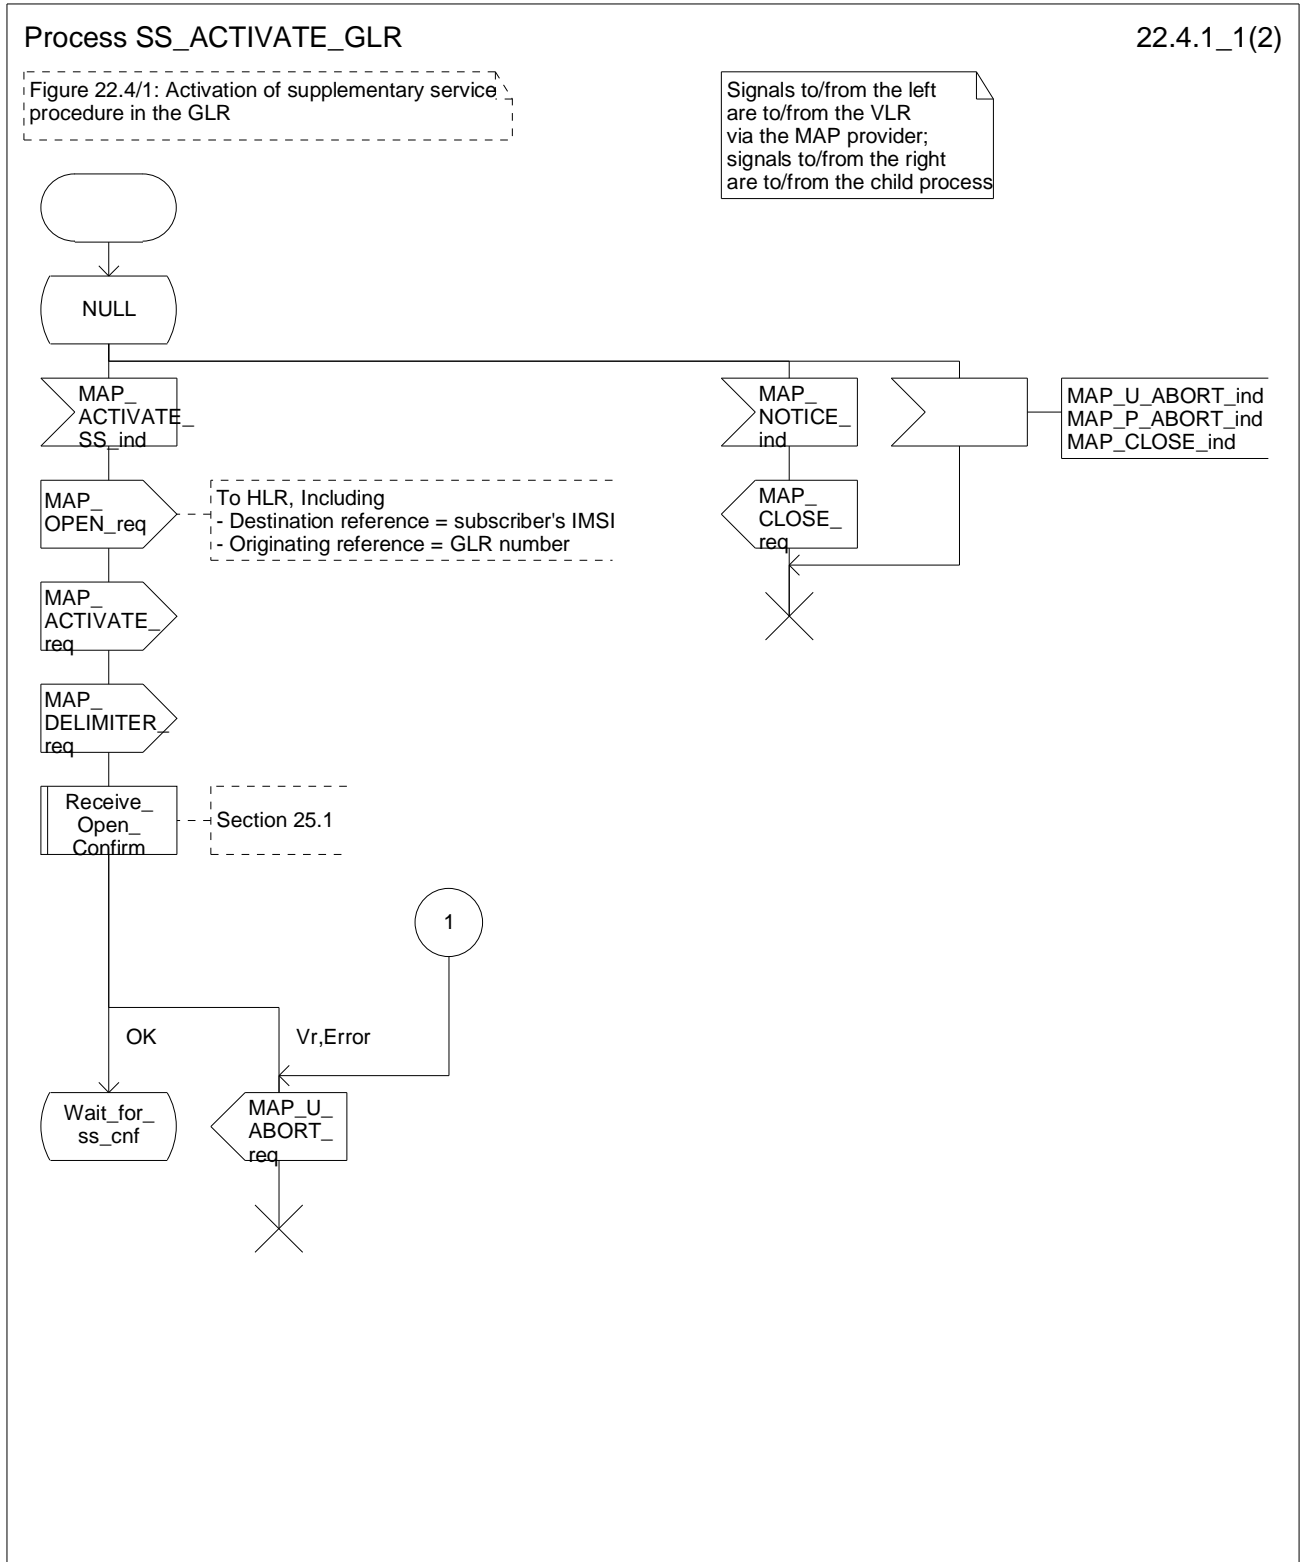 Process SS_ACTIVATE_GLR
22.4.1_1(2)
Figure 22.4/1: Activation of supplementary service
procedure in the GLR
Signals to/from the left
are to/from the VLR
via the MAP provider;
signals to/from the right
are to/from the child process
NULL
MAP_
ACTIVATE_
SS_ind
MAP_
NOTICE_
ind
MAP_U_ABORT_ind
MAP_P_ABORT_ind
MAP_CLOSE_ind
MAP_
OPEN_req
To HLR, Including
- Destination reference = subscriber's IMSI
- Originating reference = GLR number
MAP_
CLOSE_
req
MAP_
ACTIVATE_
req
MAP_
DELIMITER_
req
Receive_
Open_
Confirm
Section 25.1
1
OK
Vr,Error
Wait_for_
ss_cnf
MAP_U_
ABORT_
req